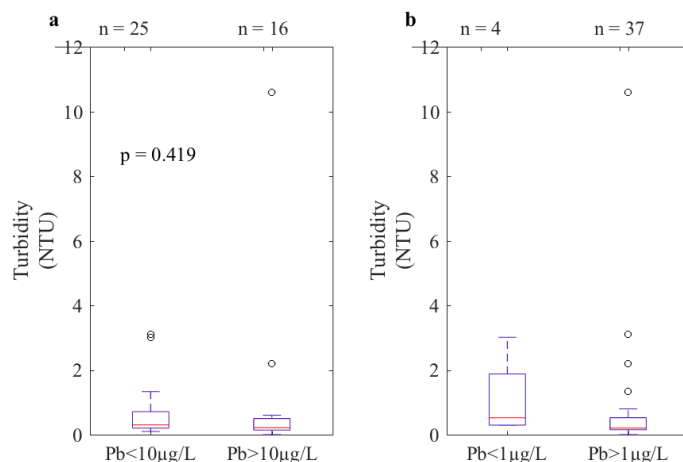 a
n = 25
n = 16
b
n = 4
n = 37
12
10
8
6
4
2
0
Turbidity
(NTU)
p = 0.419
Pb<10µg/L
Pb>10µg/L
12
10
8
6
4
2
0
Turbidity
(NTU)
Pb<1µg/L
Pb>1µg/L